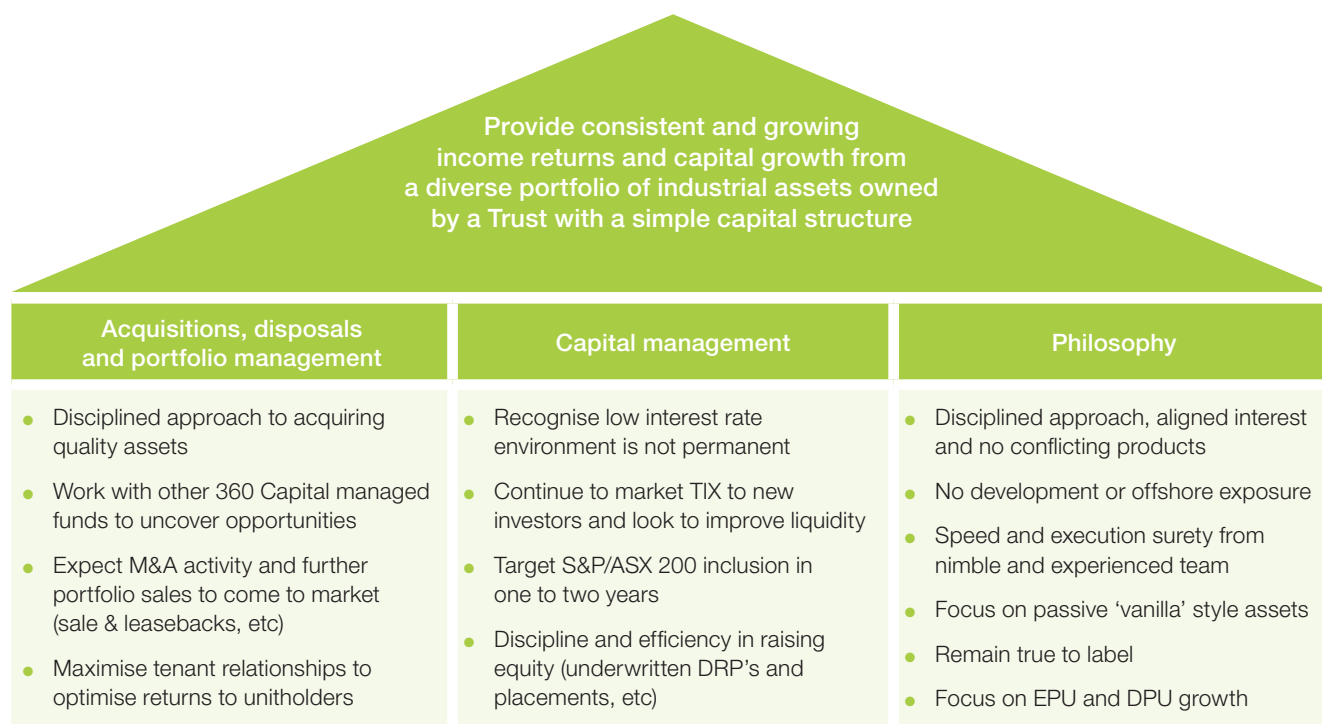 Provide consistent and growing
income returns and capital growth from
a diverse portfolio of industrial assets owned
by a Trust with a simple capital structure
Acquisitions, disposals
and portfolio management
• Disciplined approach to acquiring
quality assets
• Work with other 360 Capital managed
funds to uncover opportunities
• Expect M&A activity and further
portfolio sales to come to market
(sale & leasebacks, etc)
• Maximise tenant relationships to
optimise returns to unitholders
Capital management
• Recognise low interest rate
environment is not permanent
• Continue to market TIX to new
investors and look to improve liquidity
• Target S&P/ASX 200 inclusion in
one to two years
• Discipline and efficiency in raising
equity (underwritten DRP's and
placements, etc)
Philosophy
• Disciplined approach, aligned interest
and no conflicting products
• No development or offshore exposure
• Speed and execution surety from
nimble and experienced team
• Focus on passive 'vanilla' style assets
• Remain true to label
• Focus on EPU and DPU growth